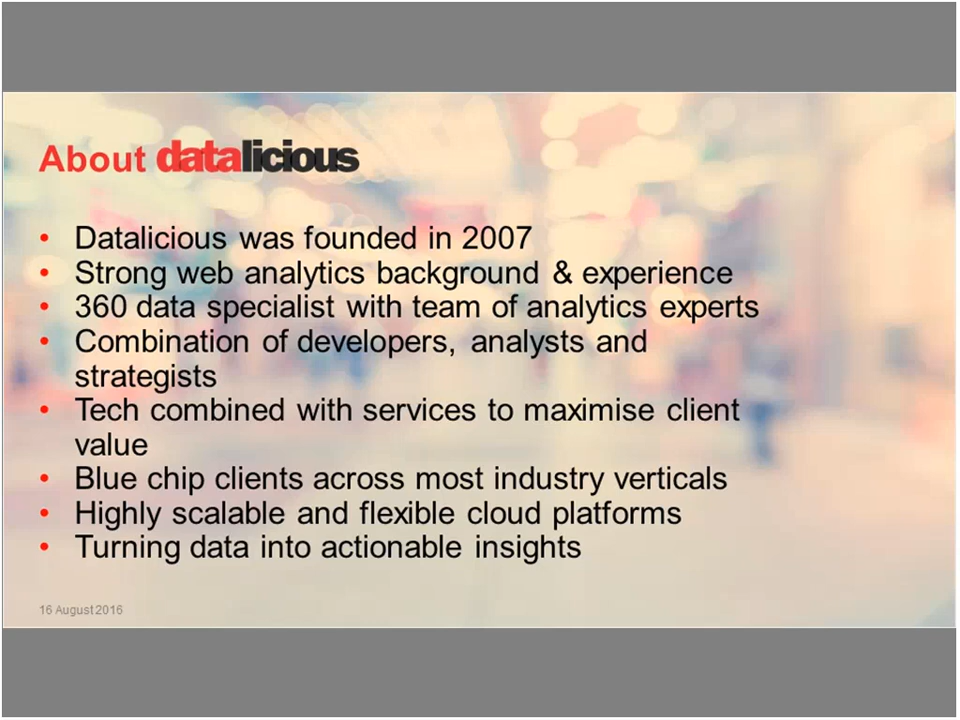 About datalicious
• Datalicious was founded in 2007
• Strong web analytics background & experience
• 360 data specialist with team of analytics experts
• Combination of developers, analysts and
strategists
• Tech combined with services to maximise client
value
• Blue chip clients across most industry verticals
• Highly scalable and flexible cloud platforms
• Turning data into actionable insights
16 August 2016